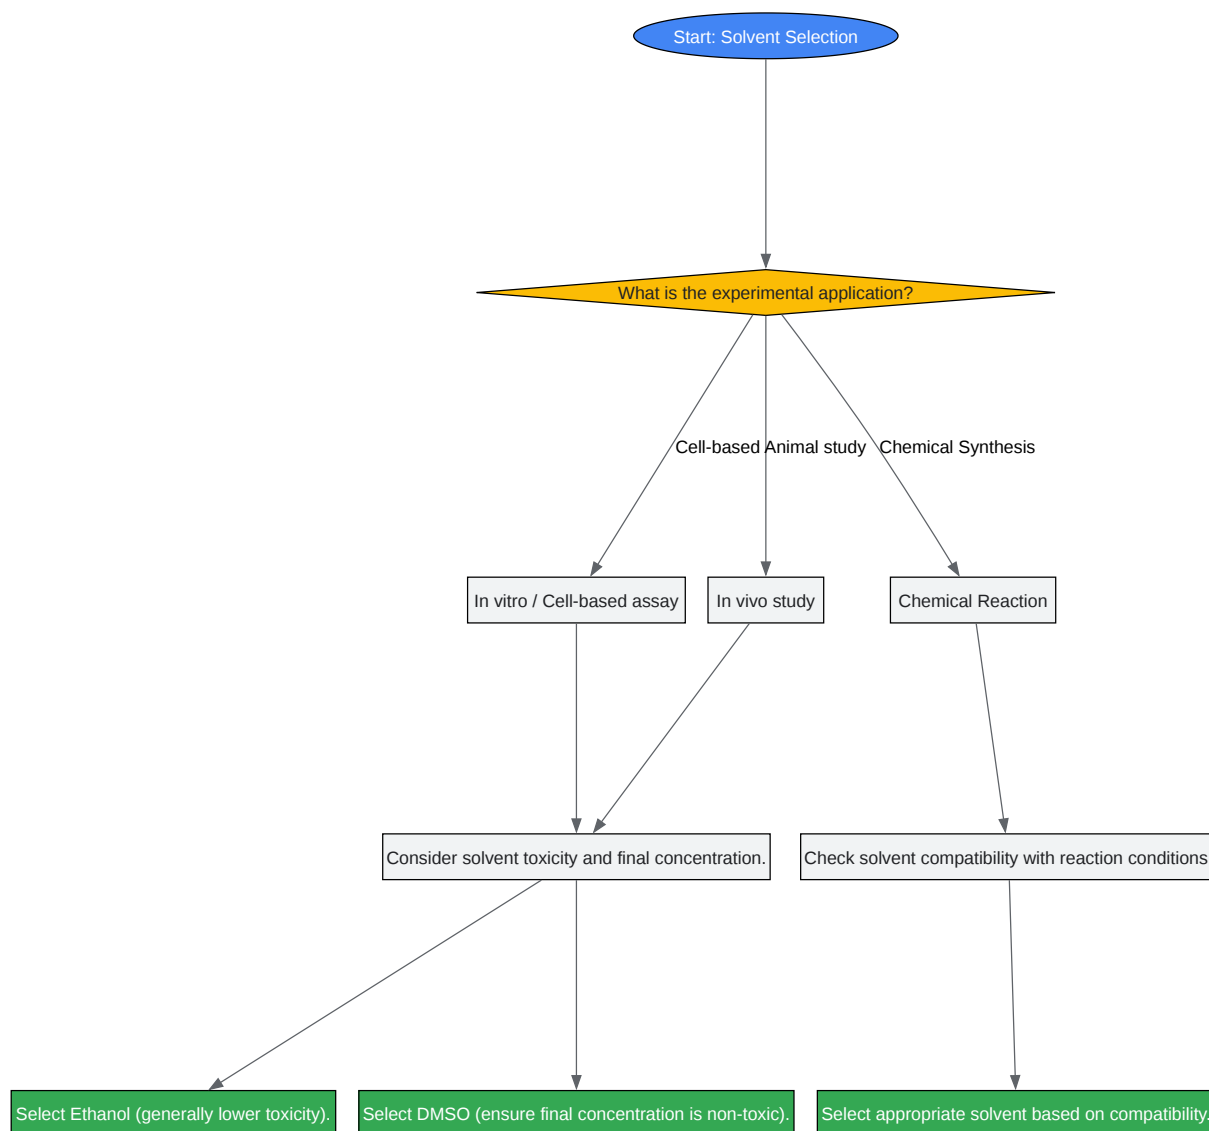 Start: Solvent Selection
What is the experimental application?
Cell-based
Animal study
Chemical Synthesis
In vitro / Cell-based assay
In vivo study
Chemical Reaction
Consider solvent toxicity and final concentration.
Check solvent compatibility with reaction conditions
Select Ethanol (generally lower toxicity).
Select DMSO (ensure final concentration is non-toxic).
Select appropriate solvent based on compatibility.